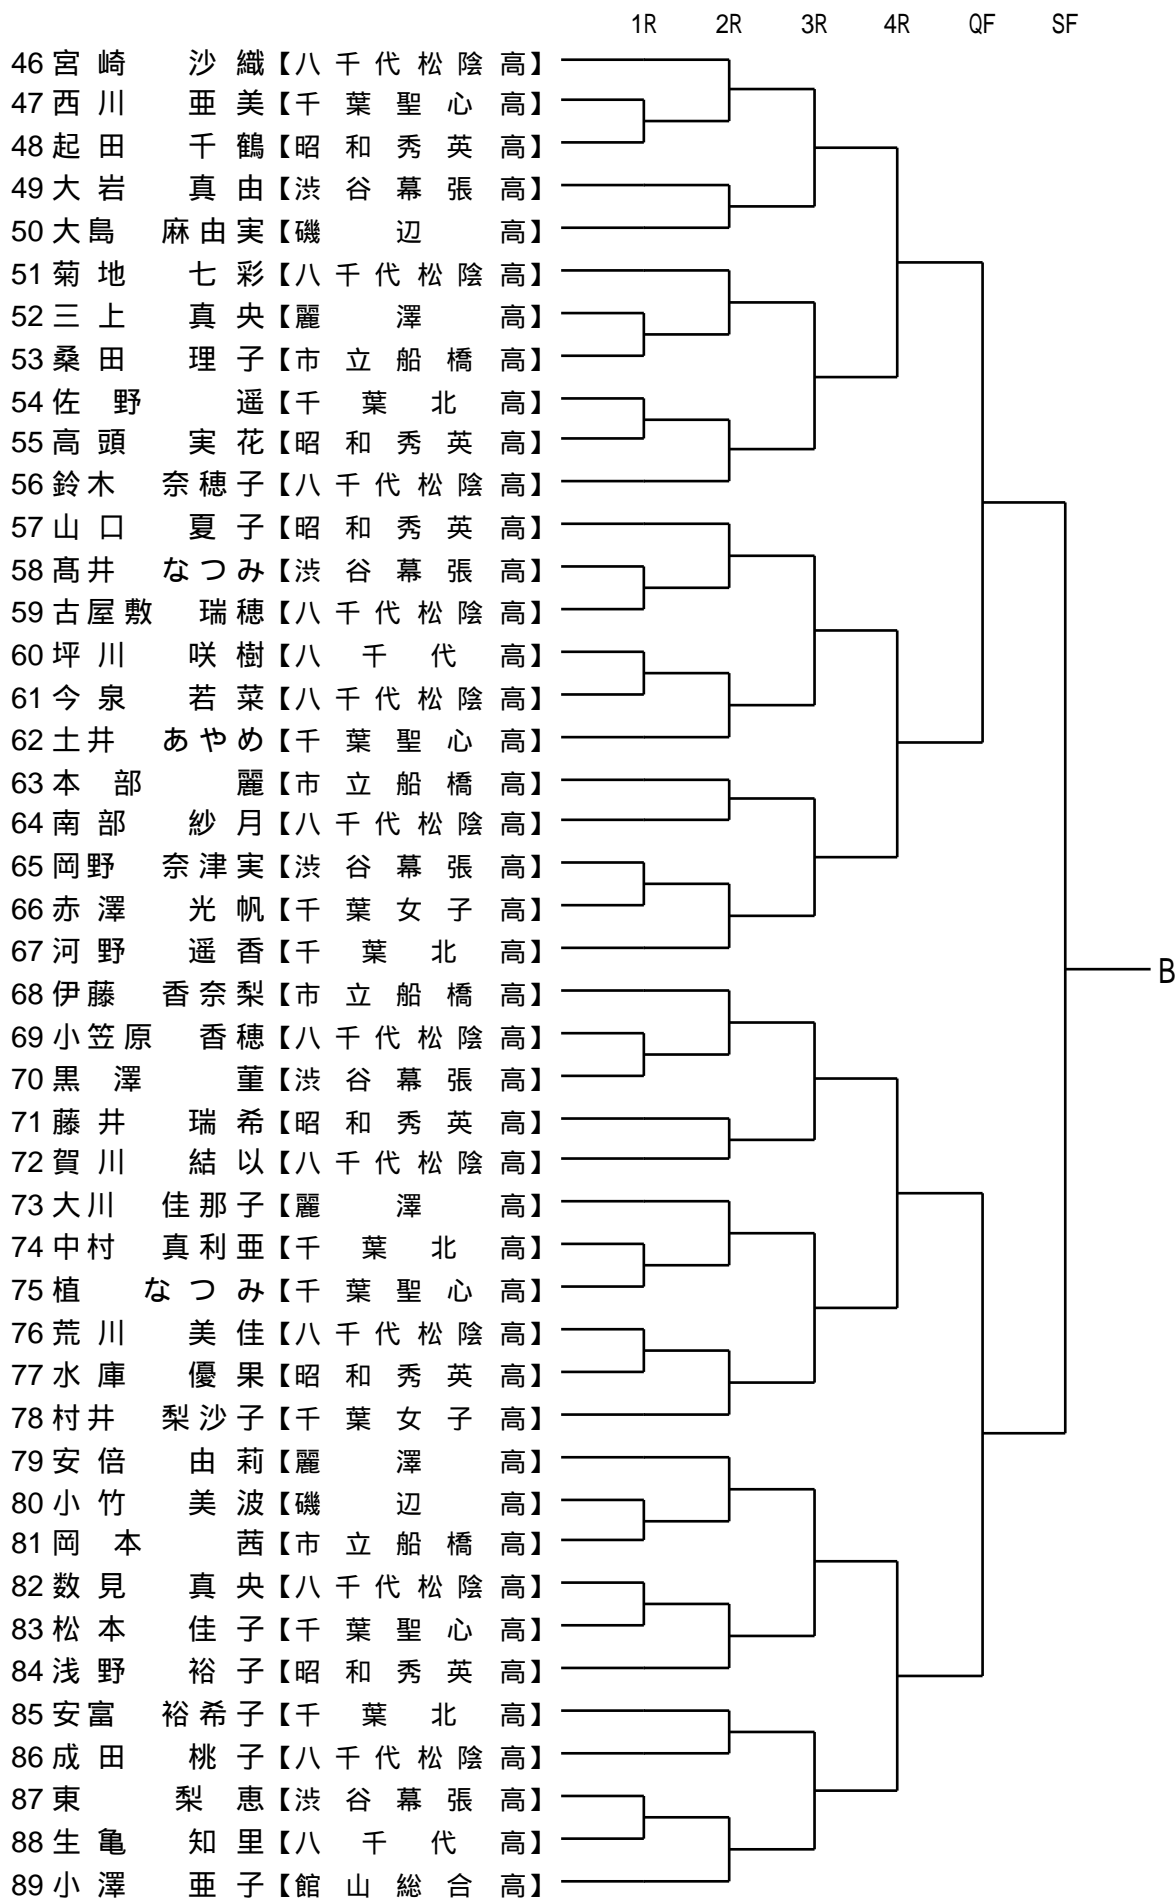 1R 2R 3R 4R QF SF
46 宮崎 沙織【八千代松陰高】
47 西川 亜美【千葉聖心高】
48 起田 千鶴【昭和秀英高】
49 大岩 真由【渋谷幕張高】
50 大島 麻由実【磯辺高】
51 菊地 七彩【八千代松陰高】
52 三上 真央【麗澤高】
53 桑田 理子【市立船橋高】
54 佐野 遥【千葉北高】
55 高頭 実花【昭和秀英高】
56 鈴木 奈穂子【八千代松陰高】
57 山口 夏子【昭和秀英高】
58 髙井 なつみ【渋谷幕張高】
59 古屋敷 瑞穂【八千代松陰高】
60 坪川 咲樹【八千代高】
61 今泉 若菜【八千代松陰高】
62 土井 あやめ【千葉聖心高】
63 本部 麗【市立船橋高】
64 南部 紗月【八千代松陰高】
65 岡野 奈津実【渋谷幕張高】
66 赤澤 光帆【千葉女子高】
67 河野 遥香【千葉北高】
B
68 伊藤 香奈梨【市立船橋高】
69 小笠原 香穂【八千代松陰高】
70 黒澤 菫【渋谷幕張高】
71 藤井 瑞希【昭和秀英高】
72 賀川 結以【八千代松陰高】
73 大川 佳那子【麗澤高】
74 中村 真利亜【千葉北高】
75 植 なつみ【千葉聖心高】
76 荒川 美佳【八千代松陰高】
77 水庫 優果【昭和秀英高】
78 村井 梨沙子【千葉女子高】
79 安倍 由莉【麗澤高】
80 小竹 美波【磯辺高】
81 岡本 茜【市立船橋高】
82 数見 真央【八千代松陰高】
83 松本 佳子【千葉聖心高】
84 浅野 裕子【昭和秀英高】
85 安富 裕希子【千葉北高】
86 成田 桃子【八千代松陰高】
87 東 梨恵【渋谷幕張高】
88 生亀 知里【八千代高】
89 小澤 亜子【館山総合高】